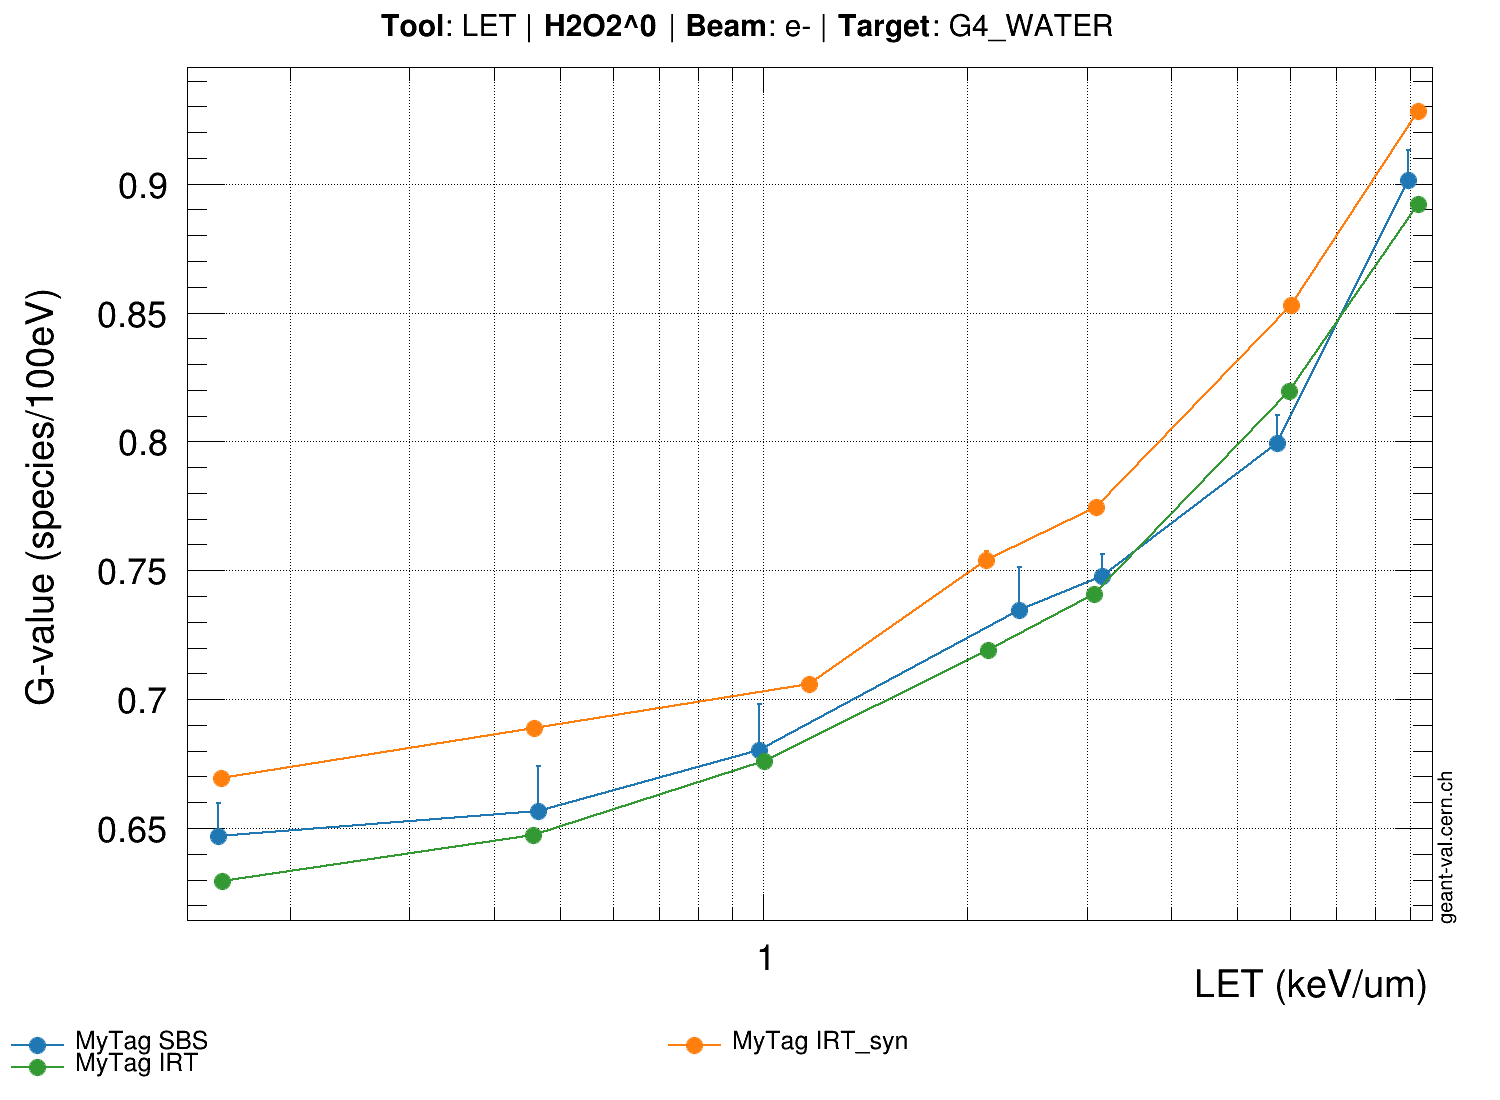 Tool: LET | H2O2^0 | Beam: e- | Target: G4_WATER
G-value (species/100eV)
0.9
0.85
0.8
0.75
0.7
0.65
1
LET (keV/um)
geant-val.cern.ch
MyTag SBS
MyTag IRT_syn
MyTag IRT